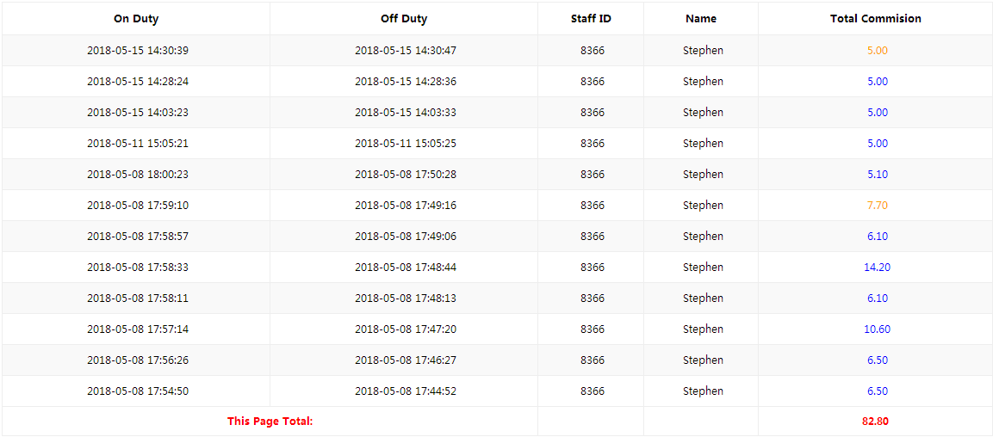 On Duty Off Duty Staff ID Name Total Commision
2018-05-15 14:30:39 2018-05-15 14:30:47 8366 Stephen 5.00
2018-05-15 14:28:24 2018-05-15 14:28:36 8366 Stephen 5.00
2018-05-15 14:03:23 2018-05-15 14:03:33 8366 Stephen 5.00
2018-05-11 15:05:21 2018-05-11 15:05:25 8366 Stephen 5.00
2018-05-08 18:00:23 2018-05-08 17:50:28 8366 Stephen 5.10
2018-05-08 17:59:10 2018-05-08 17:49:16 8366 Stephen 7.70
2018-05-08 17:58:57 2018-05-08 17:49:06 8366 Stephen 6.10
2018-05-08 17:58:33 2018-05-08 17:48:44 8366 Stephen 14.20
2018-05-08 17:58:11 2018-05-08 17:48:13 8366 Stephen 6.10
2018-05-08 17:57:14 2018-05-08 17:47:20 8366 Stephen 10.60
2018-05-08 17:56:26 2018-05-08 17:46:27 8366 Stephen 6.50
2018-05-08 17:54:50 2018-05-08 17:44:52 8366 Stephen 6.50
This Page Total: 82.80